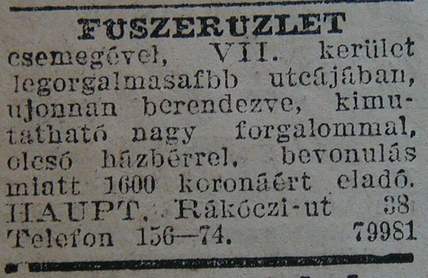 FÜSZERÜZLET
csemegével, VII. kerület
legorgalmasafbb utcájában,
ujonnan berendezve, kimu-
tatható nagy forgalommal,
olcsó házbérrel, bevonulás
miatt 1600 koronáért eladó.
HAUPT, Rákóczi-ut 38
Telefon 156—74. 79981